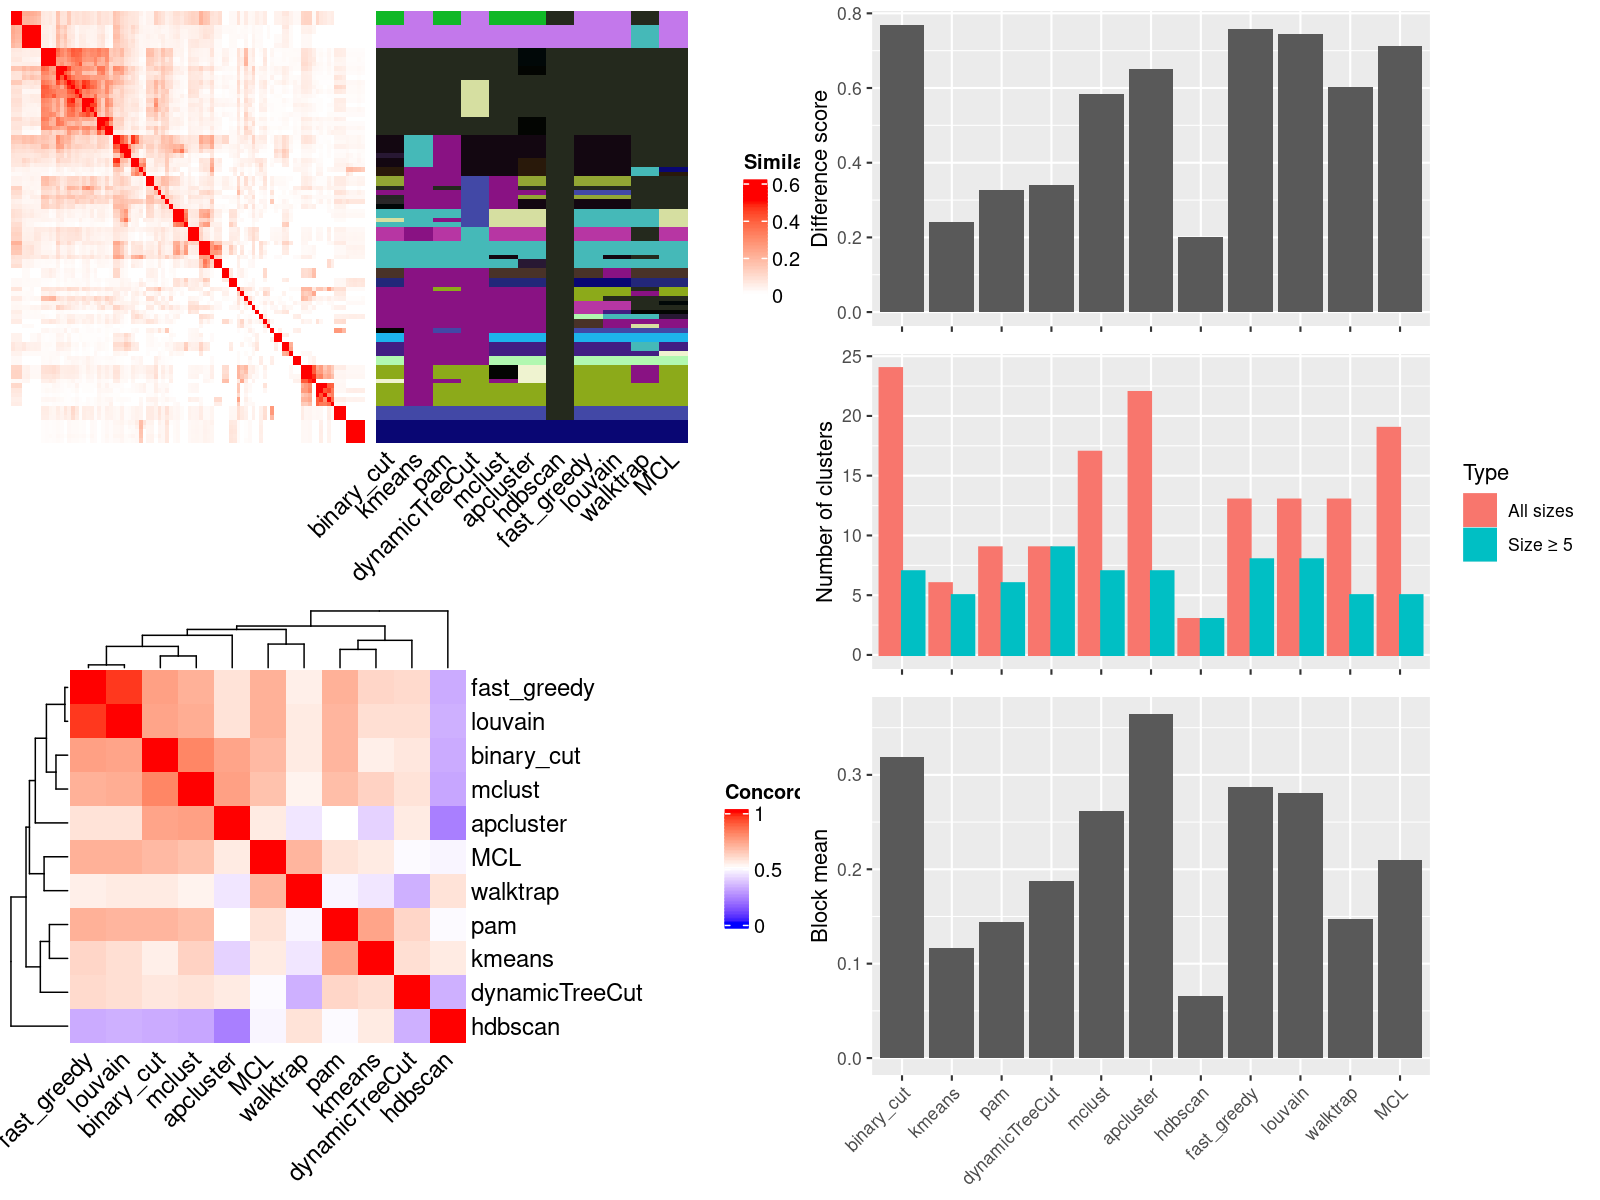 Simila
0.6
0.4
0.2
0
binary_cut
kmeans
pam
dynamicTreeCut
mclust
apcluster
hdbscan
fast_greedy
louvain
walktrap
MCL
fast_greedy
louvain
binary_cut
mclust
apcluster
MCL
walktrap
pam
kmeans
dynamicTreeCut
hdbscan
Concord
1
0.5
0
fast_greedy
louvain
binary_cut
mclust
apcluster
MCL
walktrap
pam
kmeans
dynamicTreeCut
hdbscan
Difference score
0.8
0.6
0.4
0.2
0.0
Number of clusters
25
20
15
10
5
0
Type
All sizes
Size ≥ 5
Block mean
0.3
0.2
0.1
0.0
binary_cut
kmeans
pam
dynamicTreeCut
mclust
apcluster
hdbscan
fast_greedy
louvain
walktrap
MCL